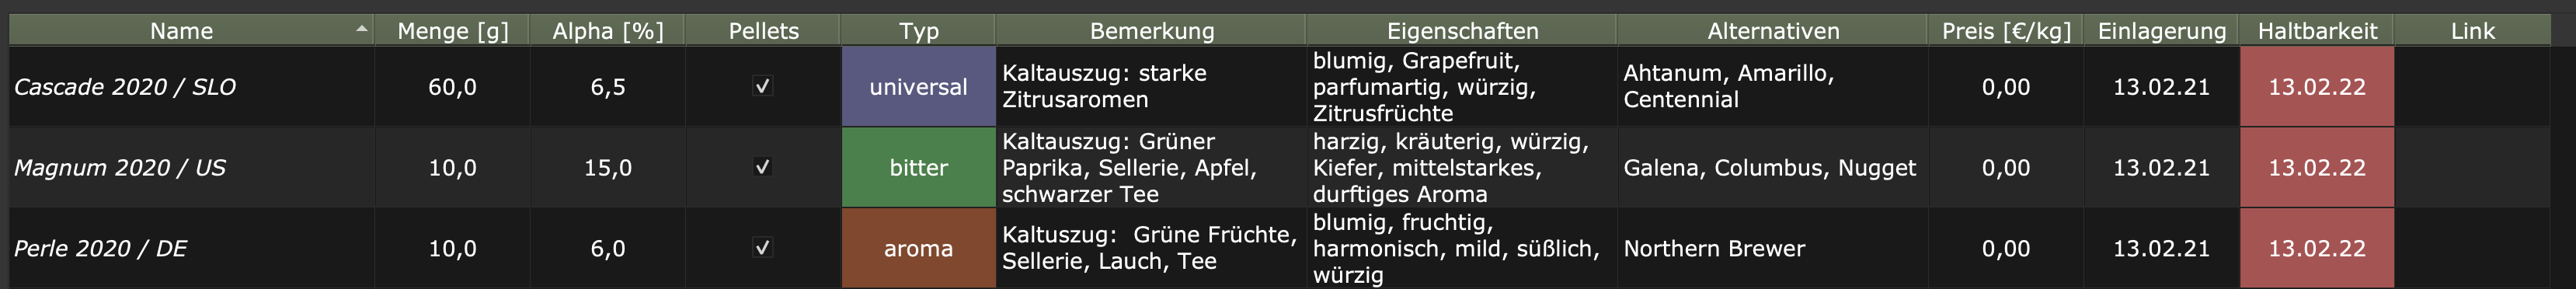 Name Menge [g] Alpha [%] Pellets Typ Bemerkung Eigenschaften Alternativen Preis [€/kg] Einlagerung Haltbarkeit Link
Cascade 2020 / SLO 60,0 6,5 universal
Kaltauszug: starke
Zitrusaromen
blumig, Grapefruit,
parfumartig, würzig,
Zitrusfrüchte
Ahtanum, Amarillo,
Centennial
0,00 13.02.21 13.02.22
Magnum 2020 / US 10,0 15,0 bitter
Kaltauszug: Grüner
Paprika, Sellerie, Apfel,
schwarzer Tee
harzig, kräuterig, würzig,
Kiefer, mittelstarkes,
durftiges Aroma
Galena, Columbus, Nugget
0,00 13.02.21 13.02.22
Perle 2020 / DE 10,0 6,0 aroma
Kaltuszug:  Grüne Früchte,
Sellerie, Lauch, Tee
blumig, fruchtig,
harmonisch, mild, süßlich,
würzig
Northern Brewer
0,00 13.02.21 13.02.22